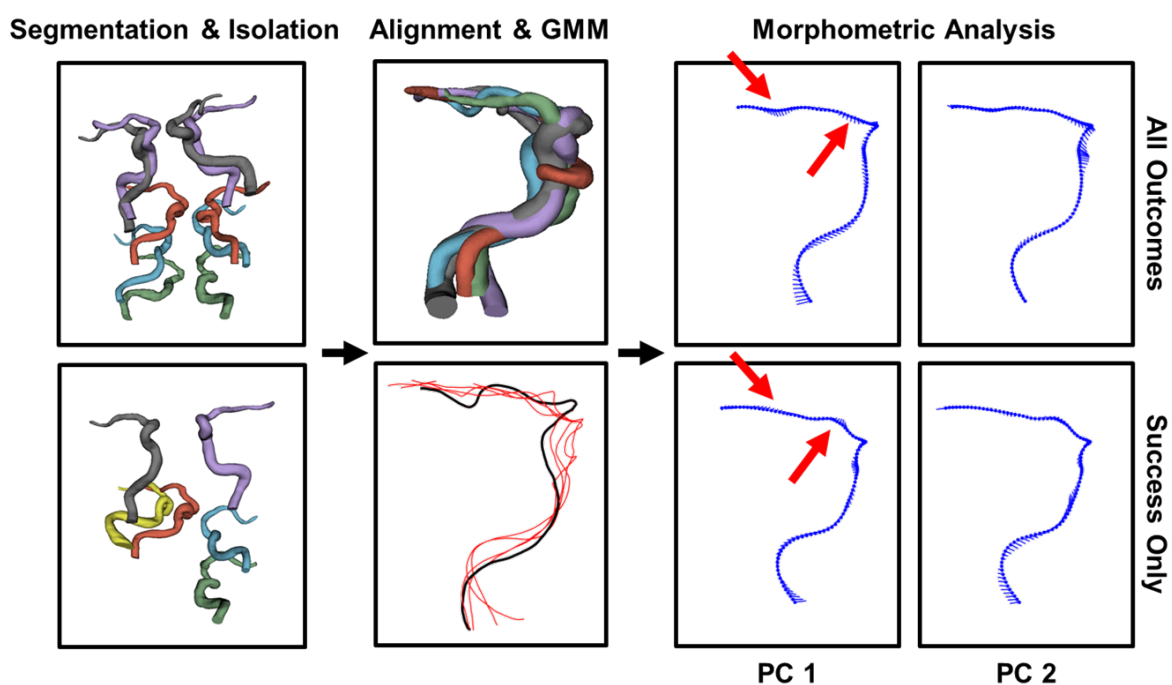 Segmentation & Isolation
Alignment & GMM
Morphometric Analysis
All Outcomes
Success Only
PC 1
PC 2